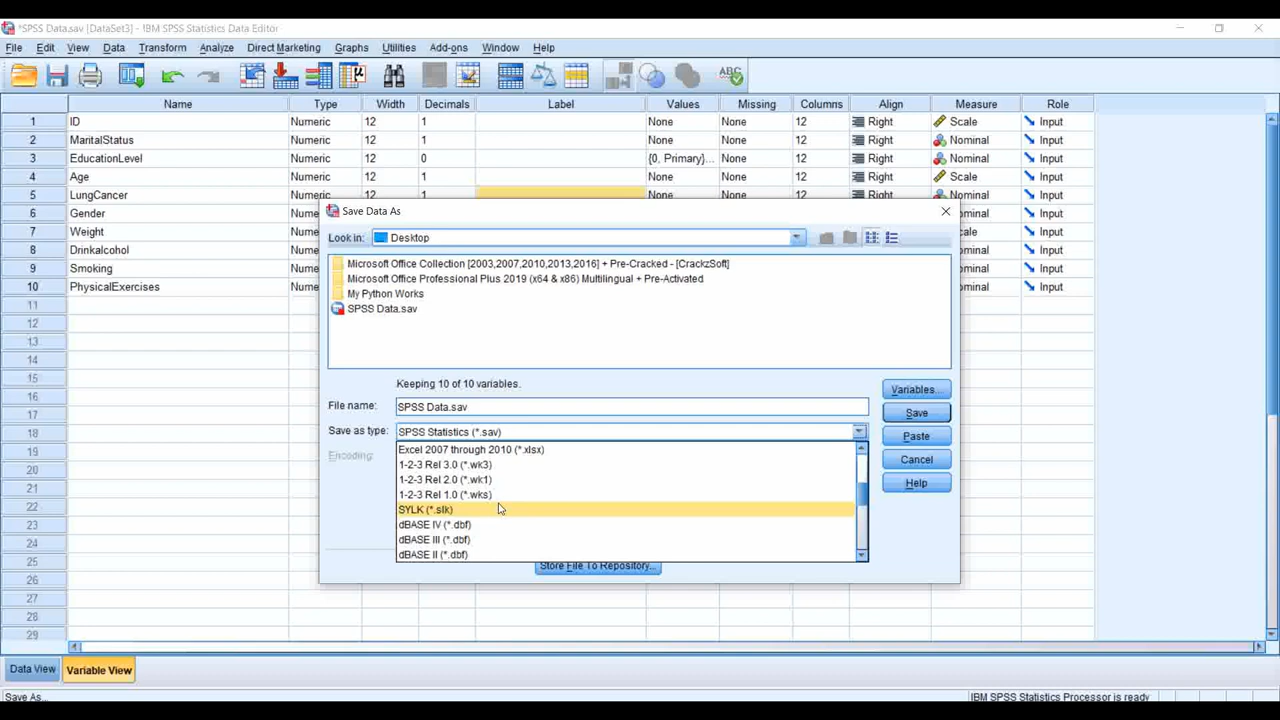 *SPSS Data.sav [DataSet3] - IBM SPSS Statistics Data Editor
File Edit View Data Transform Analyze Direct Marketing Graphs Utilities Add-ons Window Help
Name Type Width Decimals Label Values Missing Columns Align Measure Role
1 ID Numeric 12 1 None None 12 Right Scale Input
2 MaritalStatus Numeric 12 1 None None 12 Right Nominal Input
3 EducationLevel Numeric 12 0 {0, Primary}... None 12 Right Nominal Input
4 Age Numeric 12 1 None None 12 Right Scale Input
5 LungCancer Numeric 12 1 None None 12 Right Nominal Input
6 Gender Nume Nominal Input
7 Weight Nume Nominal Input
8 Drinkalcohol Nume Nominal Input
9 Smoking Nume Nominal Input
10 PhysicalExercises Nume Nominal Input
11
12
13
14
15
16
17
18
19
20
21
22
23
24
25
26
27
28
29
Save Data As
Look in: Desktop
Microsoft Office Collection [2003,2007,2010,2013,2016] + Pre-Cracked - [CrackzSoft]
Microsoft Office Professional Plus 2019 (x64 & x86) Multilingual + Pre-Activated
My Python Works
SPSS Data.sav
Keeping 10 of 10 variables.
Variables...
File name: SPSS Data.sav
Save
Save as type: SPSS Statistics (*.sav)
Paste
Encoding:
Excel 2007 through 2010 (*.xlsx)
Cancel
1-2-3 Rel 3.0 (*.wk3)
1-2-3 Rel 2.0 (*.wk1)
Help
1-2-3 Rel 1.0 (*.wks)
SYLK (*.slk)
dBASE IV (*.dbf)
dBASE III (*.dbf)
dBASE II (*.dbf)
Store File To Repository...
Data View Variable View
Save As... IBM SPSS Statistics Processor is ready